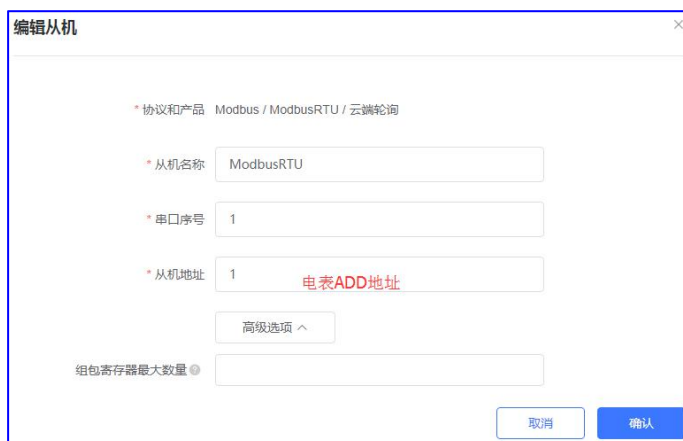 编辑从机
* 协议和产品 Modbus / ModbusRTU / 云端轮询
* 从机名称 ModbusRTU
* 串口序号 1
* 从机地址 1 电表ADD地址
高级选项
组包寄存器最大数量
取消 确认